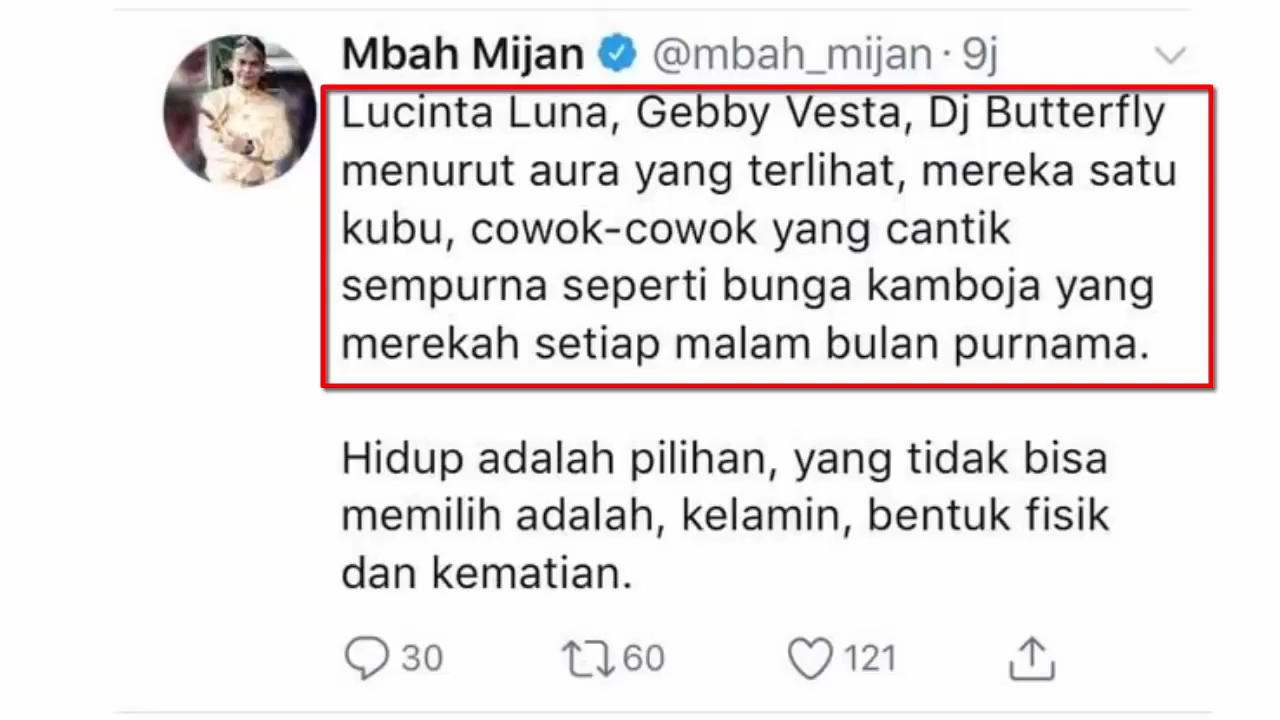 Mbah Mijan @mbah_mijan · 9j
Lucinta Luna, Gebby Vesta, Dj Butterfly
menurut aura yang terlihat, mereka satu
kubu, cowok-cowok yang cantik
sempurna seperti bunga kamboja yang
merekah setiap malam bulan purnama.
Hidup adalah pilihan, yang tidak bisa
memilih adalah, kelamin, bentuk fisik
dan kematian.
30 60 121